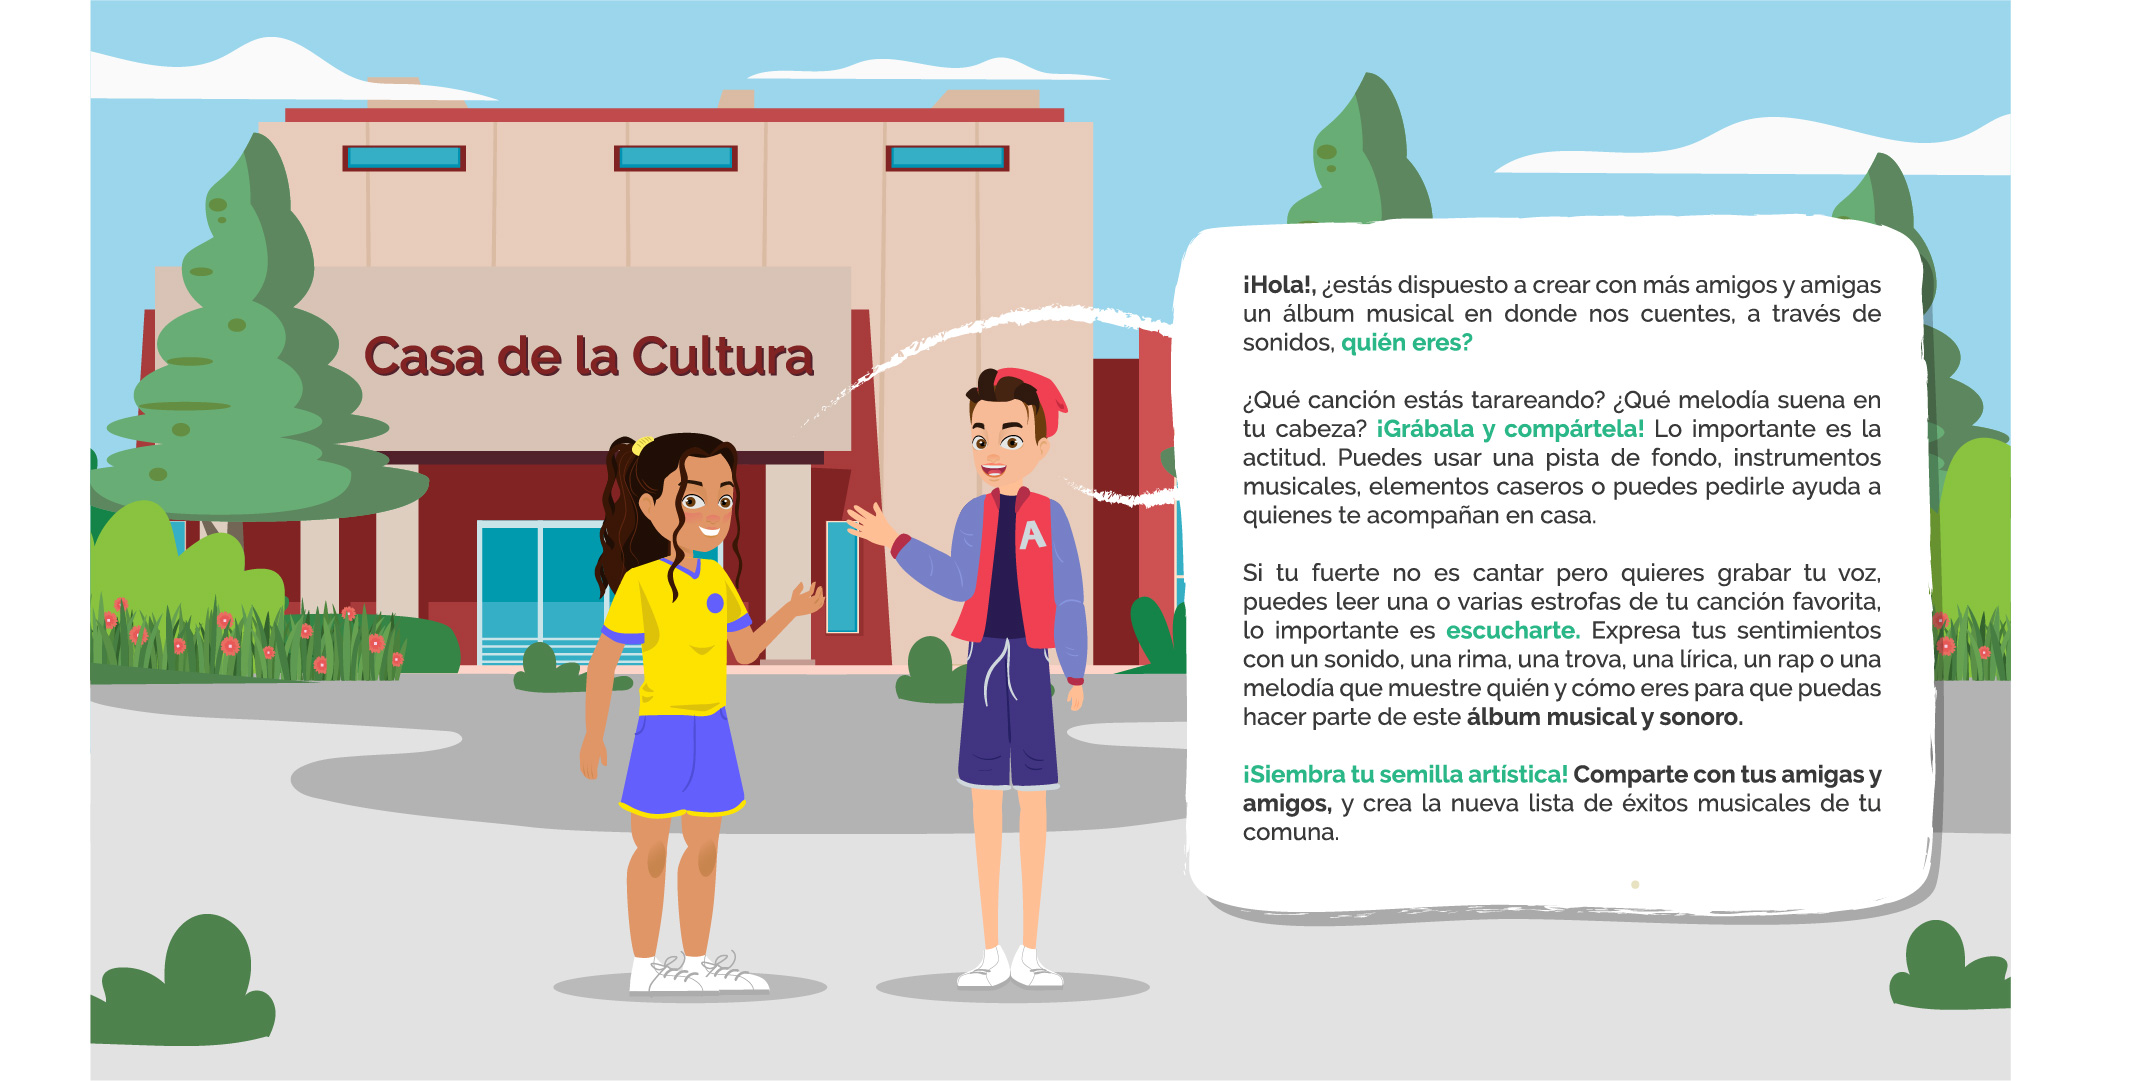 Casa de la Cultura
A
¡Hola!, ¿estás dispuesto a crear con más amigos y amigas
un álbum musical en donde nos cuentes, a través de
sonidos, quién eres?
¿Qué canción estás tarareando? ¿Qué melodía suena en
tu cabeza? ¡Grábala y compártela! Lo importante es la
actitud. Puedes usar una pista de fondo, instrumentos
musicales, elementos caseros o puedes pedirle ayuda a
quienes te acompañan en casa.
Si tu fuerte no es cantar pero quieres grabar tu voz,
puedes leer una o varias estrofas de tu canción favorita,
lo importante es escucharte. Expresa tus sentimientos
con un sonido, una rima, una trova, una lírica, un rap o una
melodía que muestre quién y cómo eres para que puedas
hacer parte de este álbum musical y sonoro.
¡Siembra tu semilla artística! Comparte con tus amigas y
amigos, y crea la nueva lista de éxitos musicales de tu
comuna.